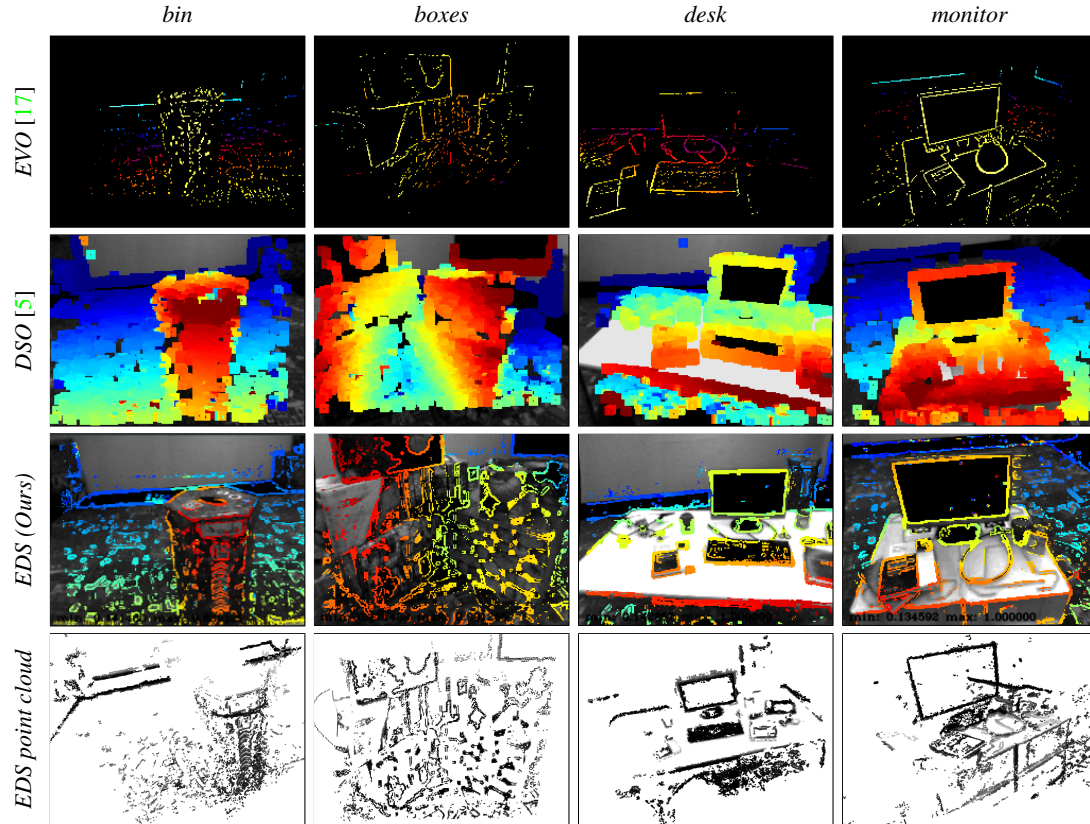 bin boxes desk monitor
EVO [17]
DSO [5]
EDS (Ours)
min: 0.134592 max: 1.000000
EDS point cloud